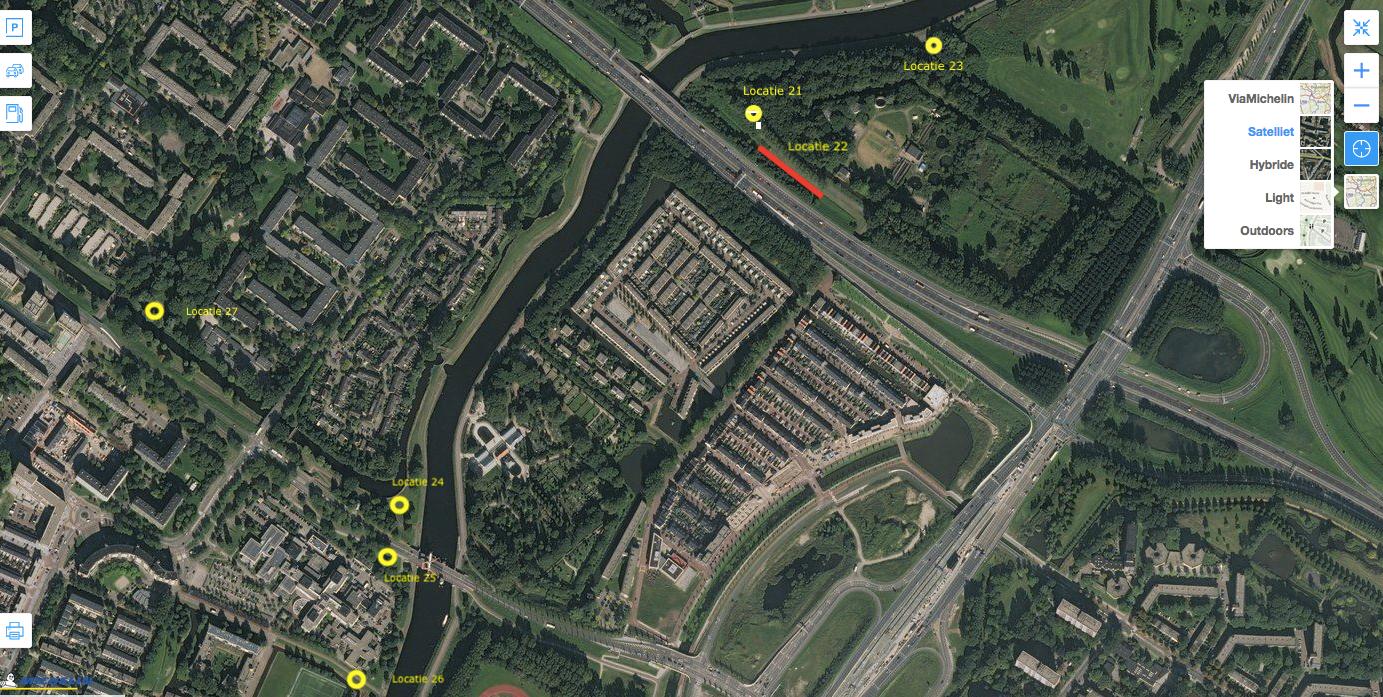 P
Locatie 23
Locatie 21
ViaMichelin
Satelliet
Locatie 22
Hybride
Light
Outdoors
Locatie 27
Locatie 24
Locatie 25
Locatie 26